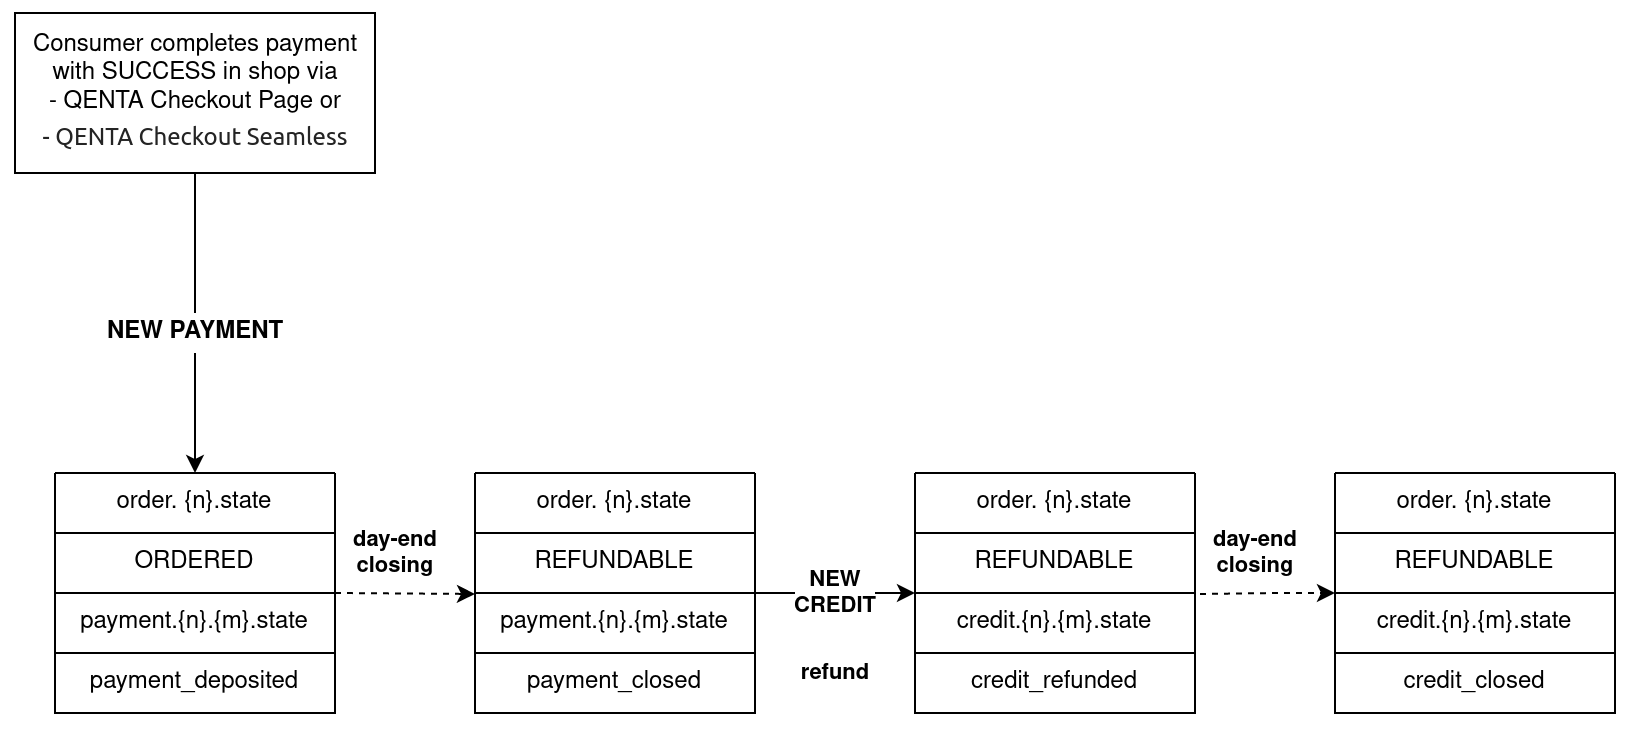 Consumer completes payment
with SUCCESS in shop via
- QENTA Checkout Page or
- QENTA Checkout Seamless
NEW PAYMENT
order. {n}.state
ORDERED
payment.{n}.{m}.state
payment_deposited
day-end
closing
order. {n}.state
REFUNDABLE
payment.{n}.{m}.state
payment_closed
NEW
CREDIT
refund
order. {n}.state
REFUNDABLE
credit.{n}.{m}.state
credit_refunded
day-end
closing
order. {n}.state
REFUNDABLE
credit.{n}.{m}.state
credit_closed